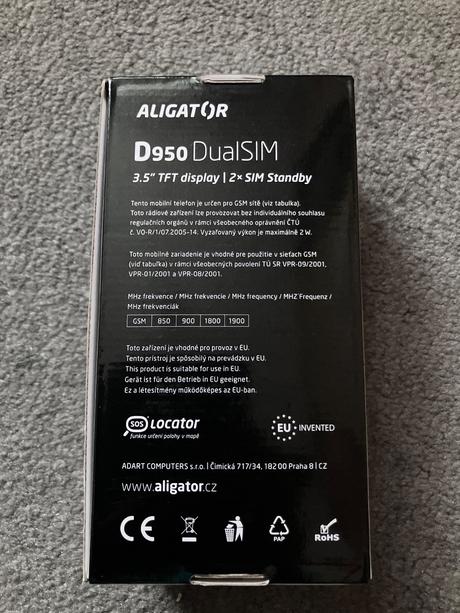 ALIGATOR
D950 DualSIM
3.5" TFT display | 2× SIM Standby
Tento mobilní telefon je určen pro GSM sítě (viz tabulka).
Toto rádiové zařízení lze provozovat bez individuálního souhlasu
regulačních orgánů v rámci všeobecného oprávnění ČTÚ
č. VO-R/1/07.2005-14. Vyzařovaný výkon je maximálně 2 W.
Toto mobilné zariadenie je vhodné pre použitie v sieťach GSM
(viď tabuľka) v rámci všeobecných povolení TÚ SR VPR-09/2001,
VPR-01/2001 a VPR-08/2001.
MHz frekvence / MHz frekvencie / MHz frequency / MHZ Frequenz /
MHz frekvenciák
GSM 850 900 1800 1900
Toto zařízení je vhodné pro provoz v EU.
Tento prístroj je spôsobilý na prevádzku v EU.
This product is suitable for use in EU.
Gerät ist für den Betrieb in EU geeignet.
Ez a létesítmény működőképes az EU-ban.
SOS Locator
funkce určení polohy v mapě
EU INVENTED
ADART COMPUTERS s.r.o. | Čimická 717/34, 182 00 Praha 8 | CZ
www.aligator.cz
CE
PAP
RoHS